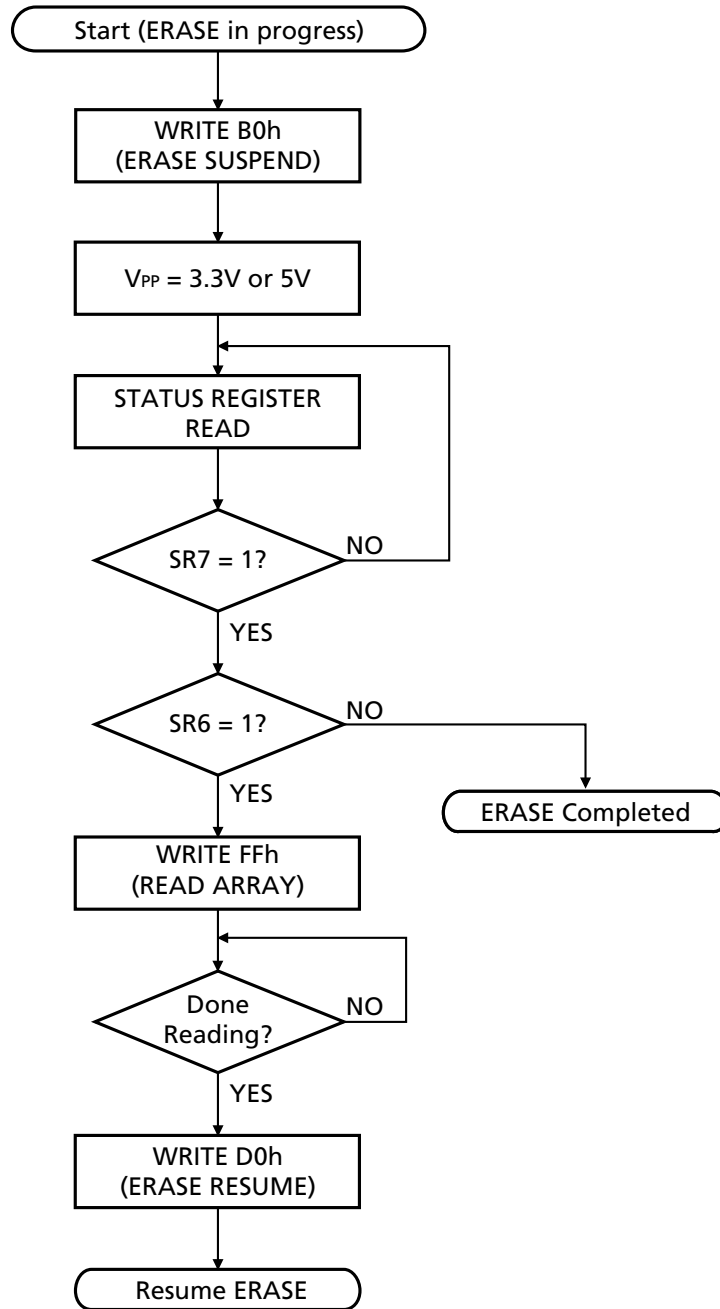 Start (ERASE in progress)
WRITE B0h
(ERASE SUSPEND)
VPP = 3.3V or 5V
STATUS REGISTER
READ
SR7 = 1?
NO
YES
SR6 = 1?
NO
YES
ERASE Completed
WRITE FFh
(READ ARRAY)
Done
Reading?
NO
YES
WRITE D0h
(ERASE RESUME)
Resume ERASE